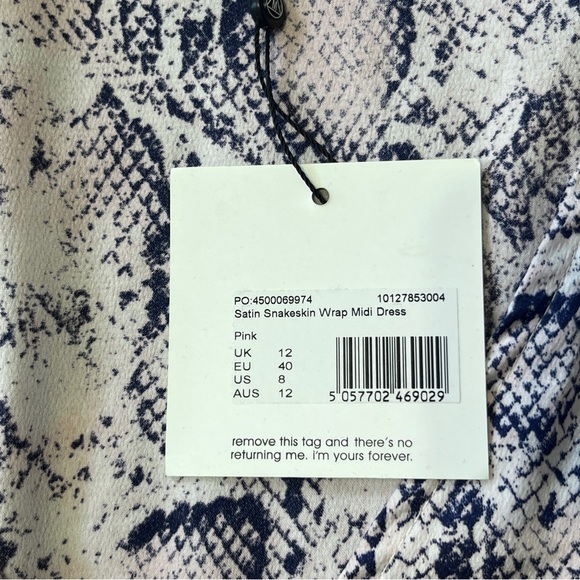 PO:4500069974 10127853004
Satin Snakeskin Wrap Midi Dress
Pink
UK 12
EU 40
US 8
AUS 12
5 057702 469029
remove this tag and there's no
returning me. i'm yours forever.